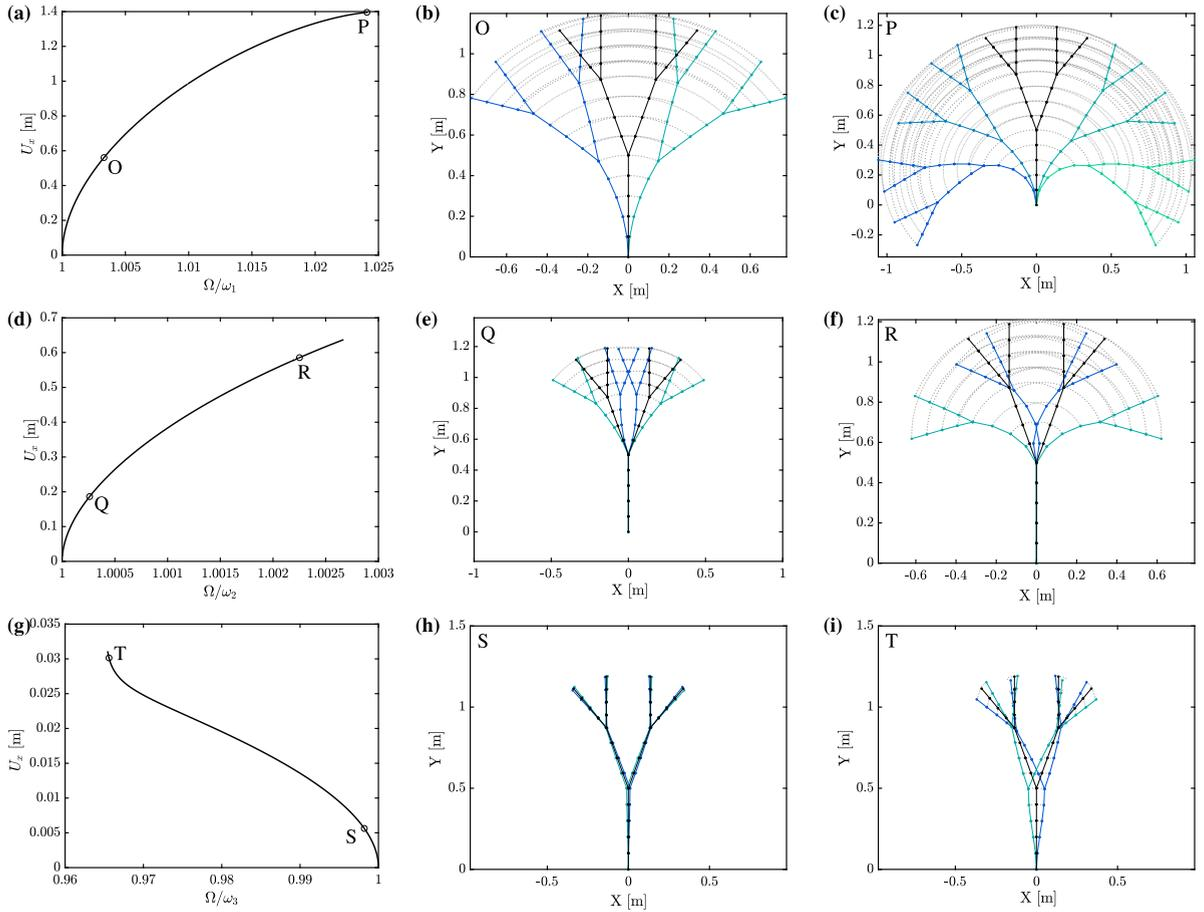 (a)
1.4
1.2
1
0.8
0.6
0.4
0.2
0
U_x [m]
O
P
1
1.005
1.01
1.015
1.02
1.025
Ω/ω_1
(b)
O
1
0.8
0.6
0.4
0.2
0
Y [m]
-0.6
-0.4
-0.2
0
0.2
0.4
0.6
X [m]
(c)
P
1.2
1
0.8
0.6
0.4
0.2
0
-0.2
Y [m]
-1
-0.5
0
0.5
1
X [m]
(d)
0.7
0.6
0.5
0.4
0.3
0.2
0.1
0
U_x [m]
Q
R
1
1.0005
1.001
1.0015
1.002
1.0025
1.003
Ω/ω_2
(e)
Q
1.2
1
0.8
0.6
0.4
0.2
0
Y [m]
-1
-0.5
0
0.5
1
X [m]
(f)
R
1.2
1
0.8
0.6
0.4
0.2
0
Y [m]
-0.6
-0.4
-0.2
0
0.2
0.4
0.6
X [m]
(g)
0.035
0.03
0.025
0.02
0.015
0.01
0.005
0
U_x [m]
T
S
0.96
0.97
0.98
0.99
1
Ω/ω_3
(h)
S
1.5
1
0.5
0
Y [m]
-0.5
0
0.5
X [m]
(i)
T
1.5
1
0.5
0
Y [m]
-0.5
0
0.5
X [m]